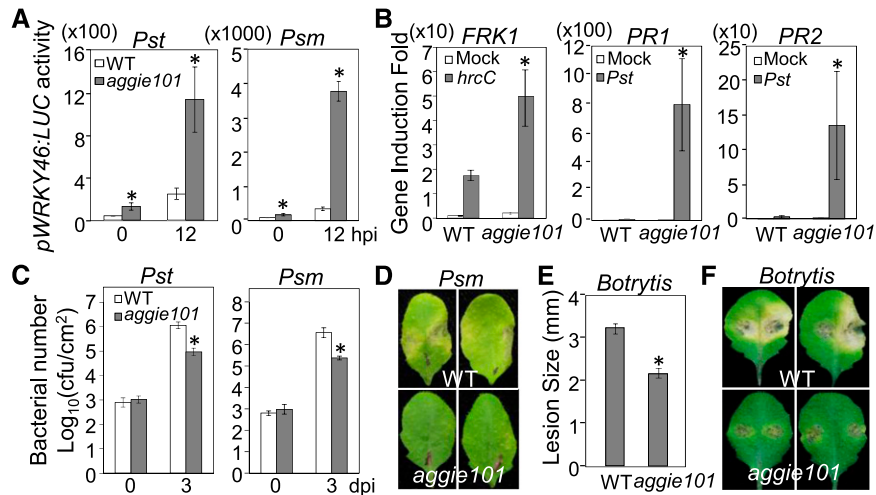 A
(x100)
Pst
(x1000)
Psm
pWRKY46:LUC activity
16
12
8
4
0
WT
aggie101
*
*
0
12
5
4
3
2
1
0
*
*
0
12 hpi
B
(x10)
FRK1
(x100)
PR1
(x10)
PR2
Gene Induction Fold
7
6
5
4
3
2
1
0
Mock
hrcC
*
WT aggie101
12
10
8
6
4
2
0
Mock
Pst
*
WT aggie101
25
20
15
10
5
0
Mock
Pst
*
WT aggie101
C
Pst
Psm
Bacterial number
Log10(cfu/cm2)
7
6
5
4
3
2
1
0
WT
aggie101
*
0
3
8
7
6
5
4
3
2
1
0
*
0
3 dpi
D
Psm
WT
aggie101
E
Botrytis
Lesion Size (mm)
4
3
2
1
0
*
WT aggie101
F
Botrytis
WT
aggie101